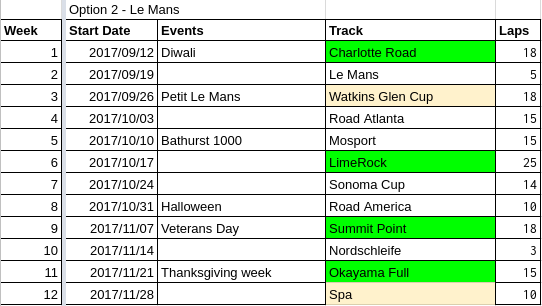 Option 2 - Le Mans
Week Start Date Events Track Laps
1 2017/09/12 Diwali Charlotte Road 18
2 2017/09/19 Le Mans 5
3 2017/09/26 Petit Le Mans Watkins Glen Cup 18
4 2017/10/03 Road Atlanta 15
5 2017/10/10 Bathurst 1000 Mosport 15
6 2017/10/17 LimeRock 25
7 2017/10/24 Sonoma Cup 14
8 2017/10/31 Halloween Road America 10
9 2017/11/07 Veterans Day Summit Point 18
10 2017/11/14 Nordschleife 3
11 2017/11/21 Thanksgiving week Okayama Full 15
12 2017/11/28 Spa 10